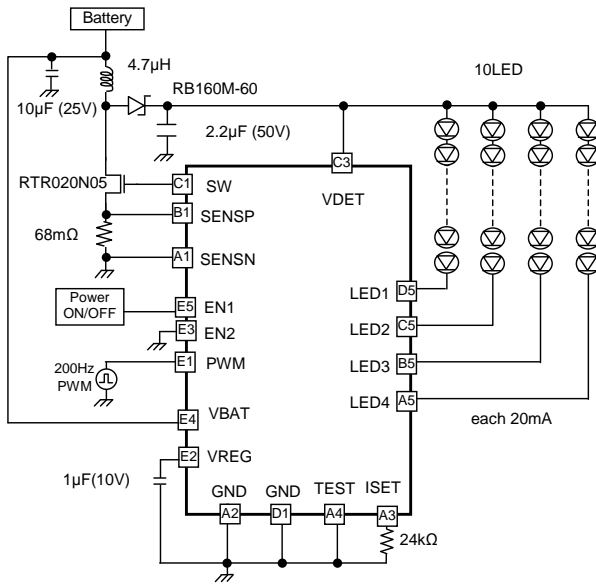 Battery
4.7µH
10µF (25V)
RB160M-60
10LED
2.2µF (50V)
C3
VDET
RTR020N05
C1 SW
B1 SENSP
68mΩ
A1 SENSN
D5 LED1
Power
ON/OFF
E5 EN1
C5 LED2
E3 EN2
200Hz
PWM
E1 PWM
B5 LED3
A5 LED4
each 20mA
E4 VBAT
E2 VREG
1µF(10V)
GND GND TEST ISET
A2 D1 A4 A3
24kΩ